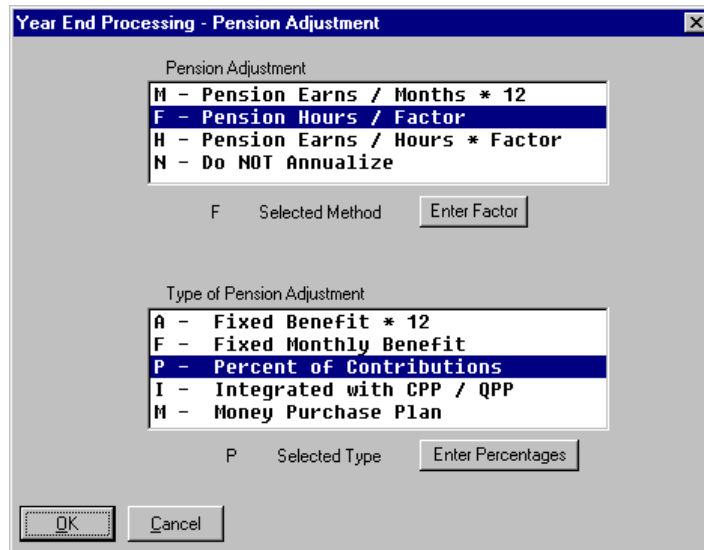 Year End Processing - Pension Adjustment
Pension Adjustment
M - Pension Earns / Months * 12
F - Pension Hours / Factor
H - Pension Earns / Hours * Factor
N - Do NOT Annualize
F Selected Method Enter Factor
Type of Pension Adjustment
A - Fixed Benefit * 12
F - Fixed Monthly Benefit
P - Percent of Contributions
I - Integrated with CPP / QPP
M - Money Purchase Plan
P Selected Type Enter Percentages
OK Cancel